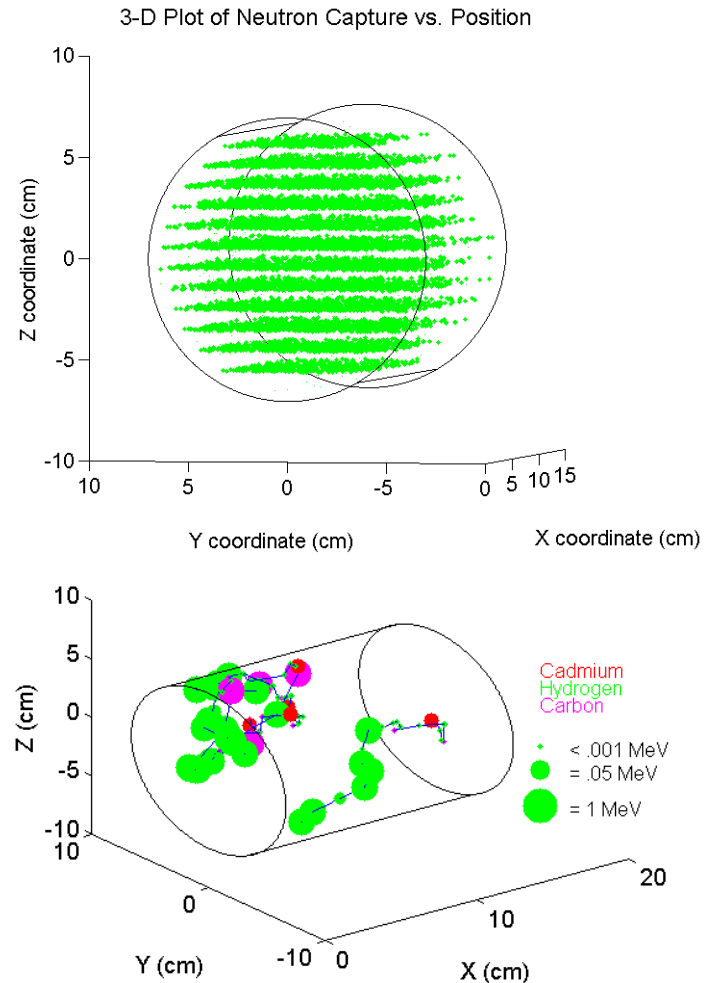 3-D Plot of Neutron Capture vs. Position
10
5
0
-5
-10
Z coordinate (cm)
10 5 0 -5 0 5 10 15
Y coordinate (cm) X coordinate (cm)
10
5
0
-5
-10
Z (cm)
Cadmium
Hydrogen
Carbon
< .001 MeV
= .05 MeV
= 1 MeV
10
0
-10
0
10
20
Y (cm) X (cm)